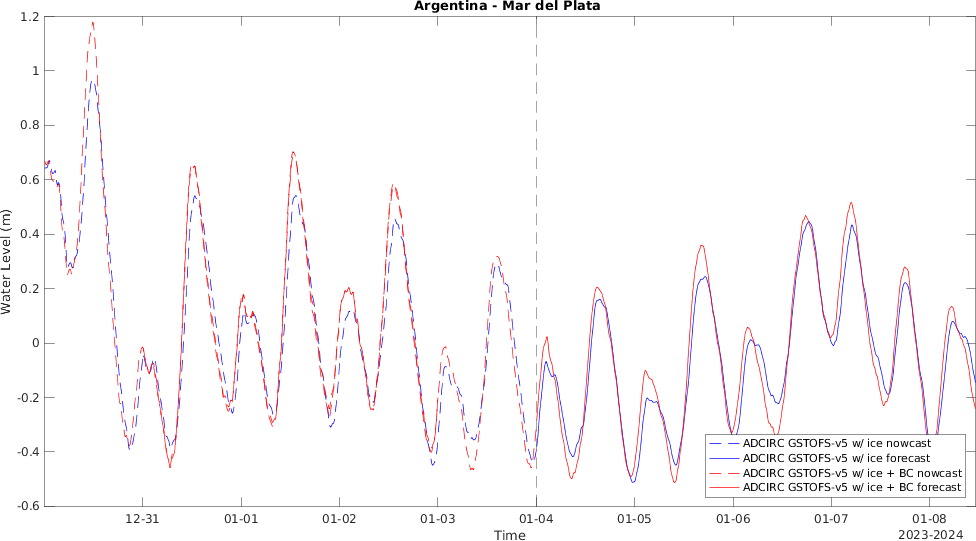 Argentina - Mar del Plata
1.2
1
0.8
0.6
0.4
0.2
0
-0.2
-0.4
-0.6
Water Level (m)
12-31
01-01
01-02
01-03
01-04
01-05
01-06
01-07
01-08
Time
2023-2024
ADCIRC GSTOFS-v5 w/ ice nowcast
ADCIRC GSTOFS-v5 w/ ice forecast
ADCIRC GSTOFS-v5 w/ ice + BC nowcast
ADCIRC GSTOFS-v5 w/ ice + BC forecast